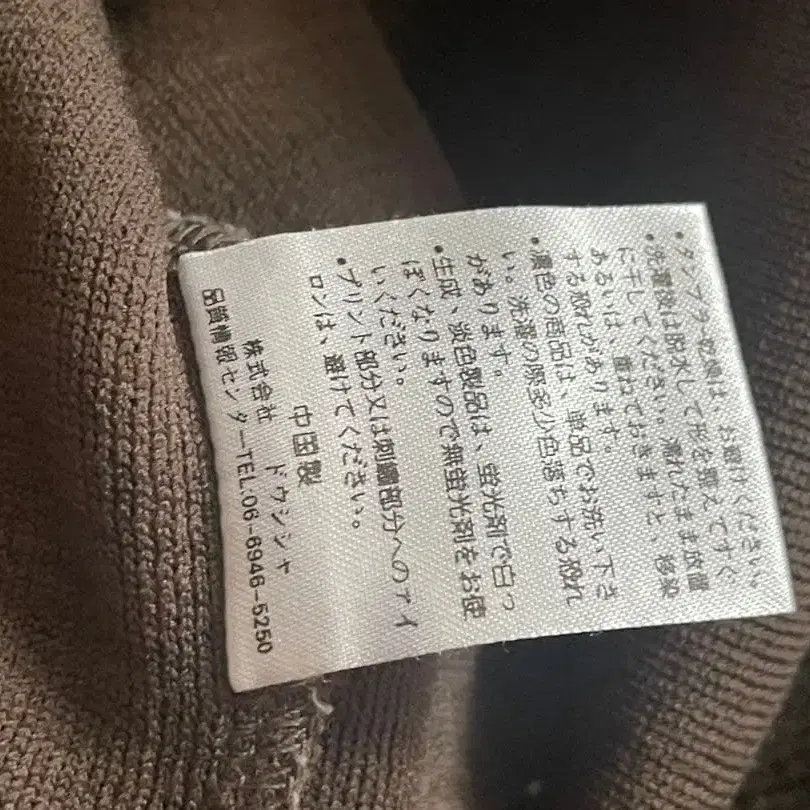 ・タンブラー乾燥は、お避けください。
・洗濯後は脱水して形を整えてすぐ
に干してください。濡れたまま放置
あるいは、重ねておきますと、移染
する恐れがあります。
・濃色の商品は、単品でお洗い下さ
い。洗濯の際多少色落ちする恐れ
があります。
・生成、淡色製品は、蛍光剤で白っ
ぽくなりますので無蛍光剤をお使
いください。
・プリント部分又は刺繍部分へのアイ
ロンは、避けてください。
中国製
株式会社 ドウシシャ
品質情報センターTEL.06-6946-5250